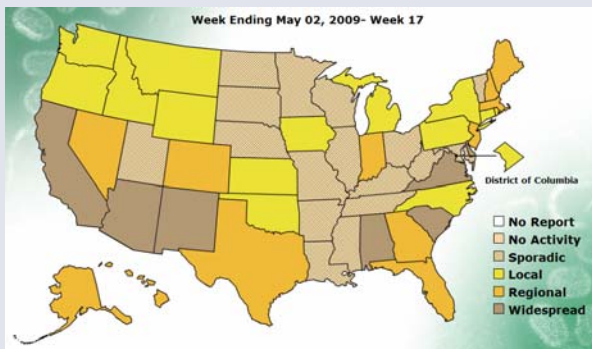 Week Ending May 02, 2009- Week 17
District of Columbia
No Report
No Activity
Sporadic
Local
Regional
Widespread